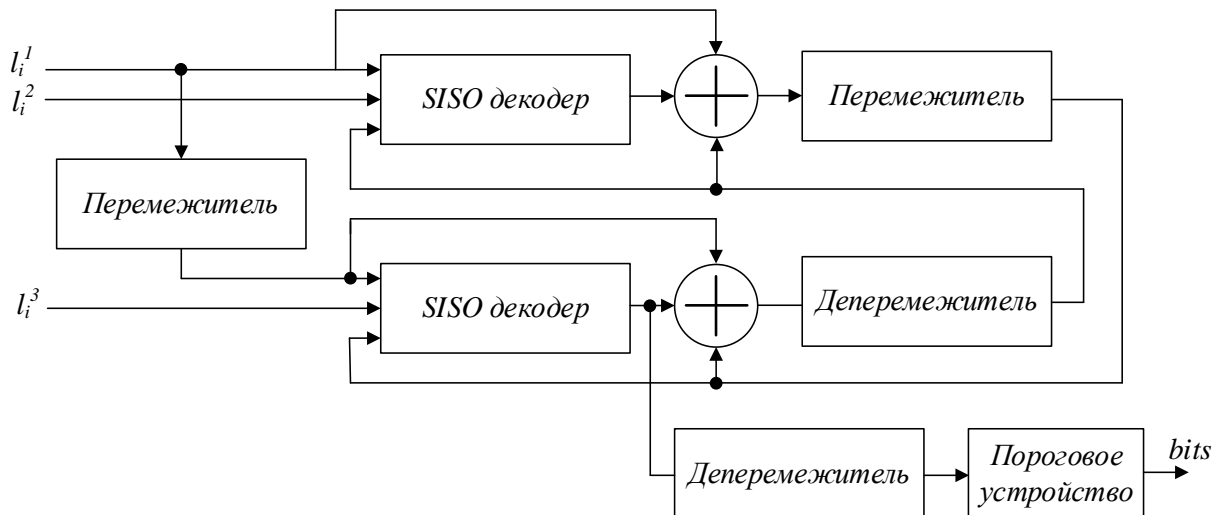 l_i^1
l_i^2
SISO декодер
Перемежитель
Перемежитель
l_i^3
SISO декодер
Деперемежитель
Деперемежитель
Пороговое
устройство
bits